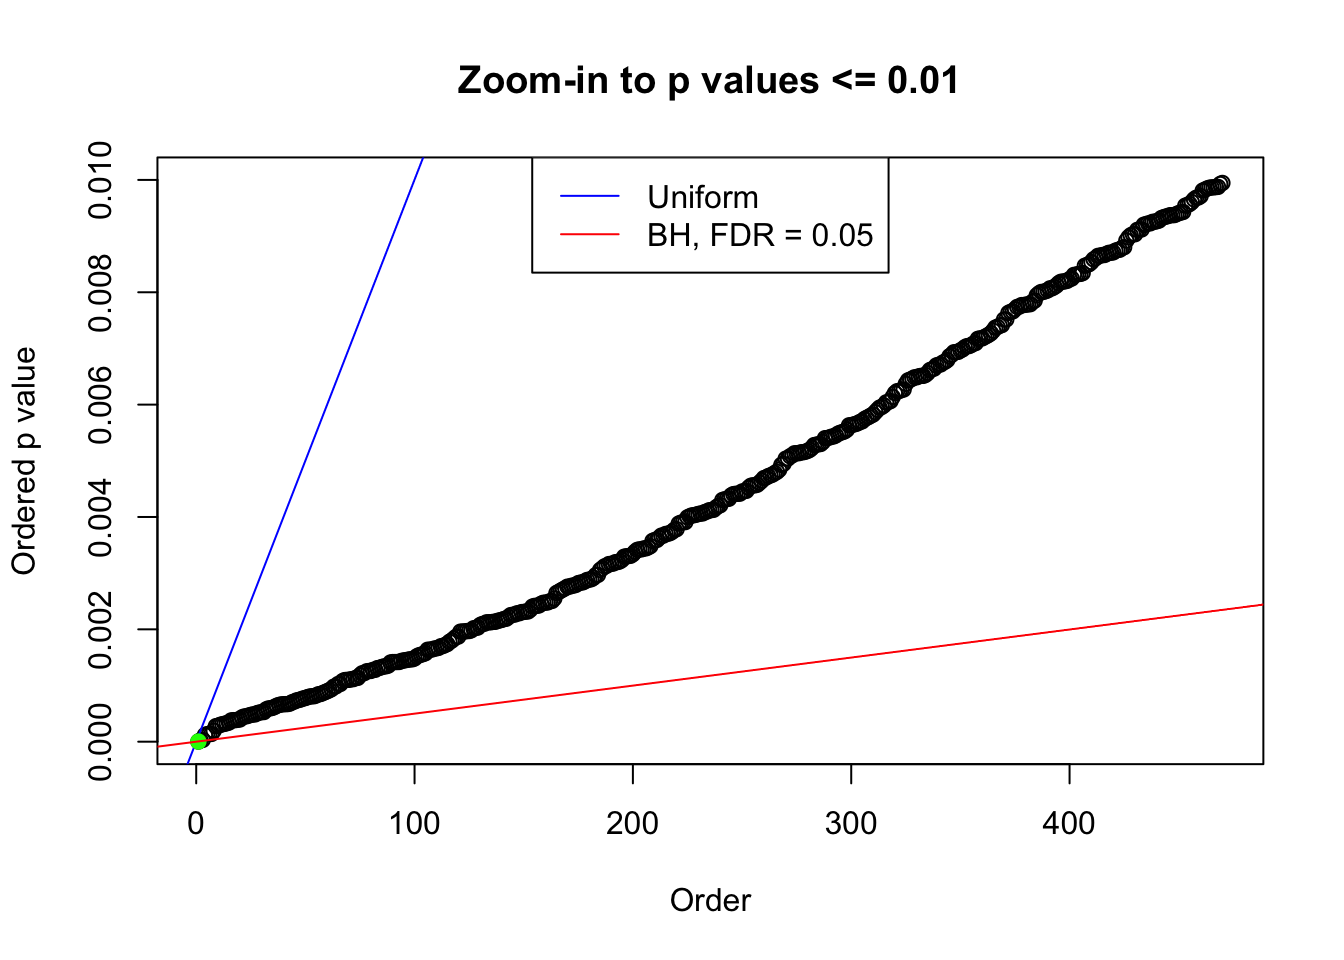 Zoom-in to p values <= 0.01
Uniform
BH, FDR = 0.05
Ordered p value
0.010
0.008
0.006
0.004
0.002
0.000
0 100 200 300 400
Order